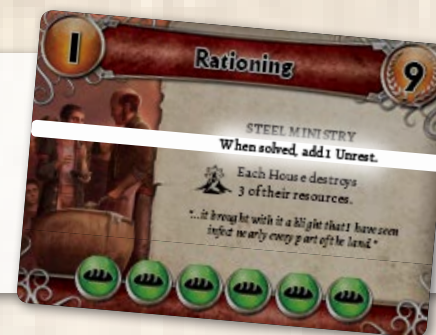 1
Rationing
9
STEEL MINISTRY
When solved, add 1 Unrest.
Each House destroys
3 of their resources.
"...it brought with it a blight that I have seen
infest nearly every part of the land."